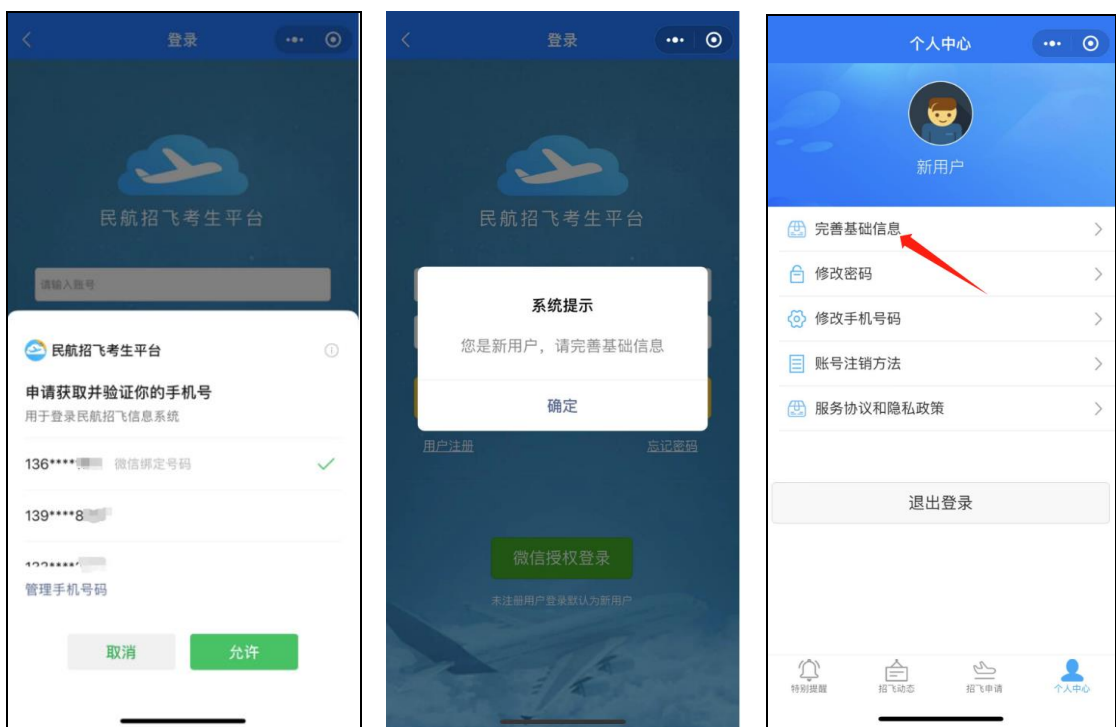 登录
民航招飞考生平台
请输入账号
民航招飞考生平台
申请获取并验证你的手机号
用于登录民航招飞信息系统
136**** 微信绑定号码
139****8
管理手机号码
取消 允许
登录
民航招飞考生平台
系统提示
您是新用户，请完善基础信息
确定
用户注册 忘记密码
微信授权登录
未注册用户登录默认为新用户
个人中心
新用户
完善基础信息
修改密码
修改手机号码
账号注销方法
服务协议和隐私政策
退出登录
特别提醒 招飞动态 招飞申请 个人中心